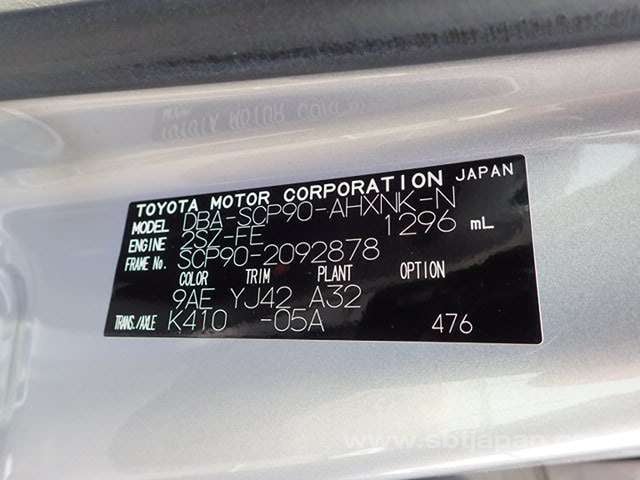 TOYOTA MOTOR CORPORATION JAPAN
MODEL DBA-SCP90-AHXNK-N
ENGINE 2SZ-FE 1296 mL
FRAME No. SCP90-2092878
COLOR TRIM PLANT OPTION
9AE YJ42 A32
TRANS./AXLE K410 -05A 476
www.sbtjapan.